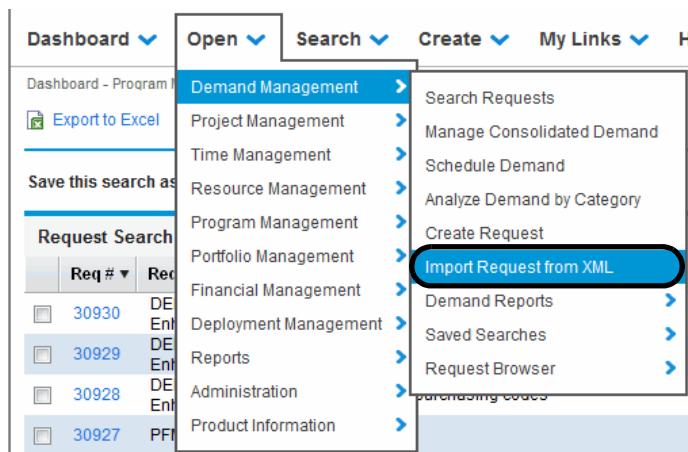 Dashboard Open Search Create My Links H
Dashboard - Program
Export to Excel
Save this search as
Request Search
Req # Rec
30930 DE
Enh
30929 DE
Enh
30928 DE
Enh
purchasing codes
30927 PFM
Demand Management
Project Management
Time Management
Resource Management
Program Management
Portfolio Management
Financial Management
Deployment Management
Reports
Administration
Product Information
Search Requests
Manage Consolidated Demand
Schedule Demand
Analyze Demand by Category
Create Request
Import Request from XML
Demand Reports
Saved Searches
Request Browser